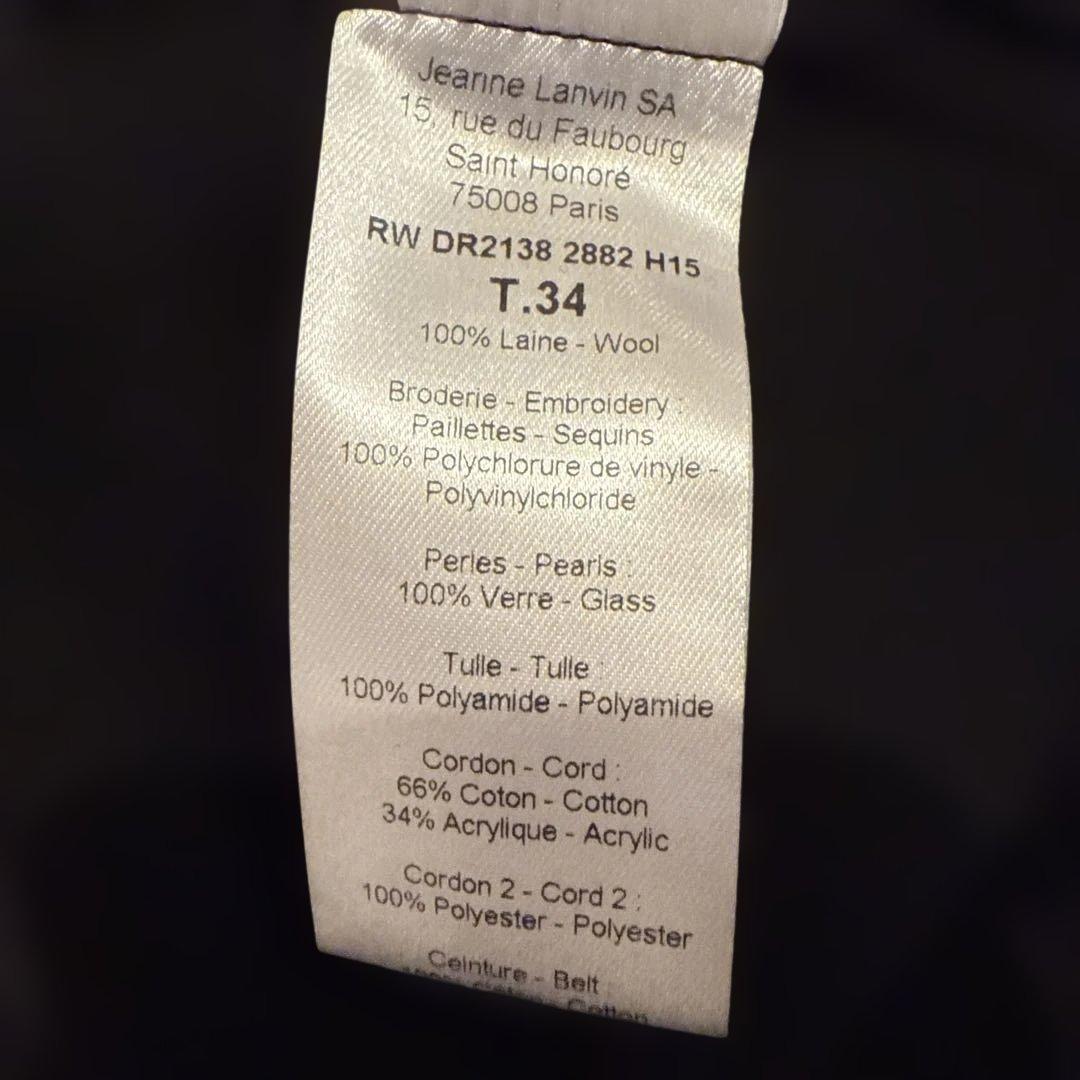 Jeanne Lanvin SA
15, rue du Faubourg
Saint Honoré
75008 Paris
RW DR2138 2882 H15
T.34
100% Laine - Wool
Broderie - Embroidery :
Paillettes - Sequins
100% Polychlorure de vinyle -
Polyvinylchloride
Perles - Pearls :
100% Verre - Glass
Tulle - Tulle :
100% Polyamide - Polyamide
Cordon - Cord :
66% Coton - Cotton
34% Acrylique - Acrylic
Cordon 2 - Cord 2 :
100% Polyester - Polyester
Ceinture - Belt
Cotton